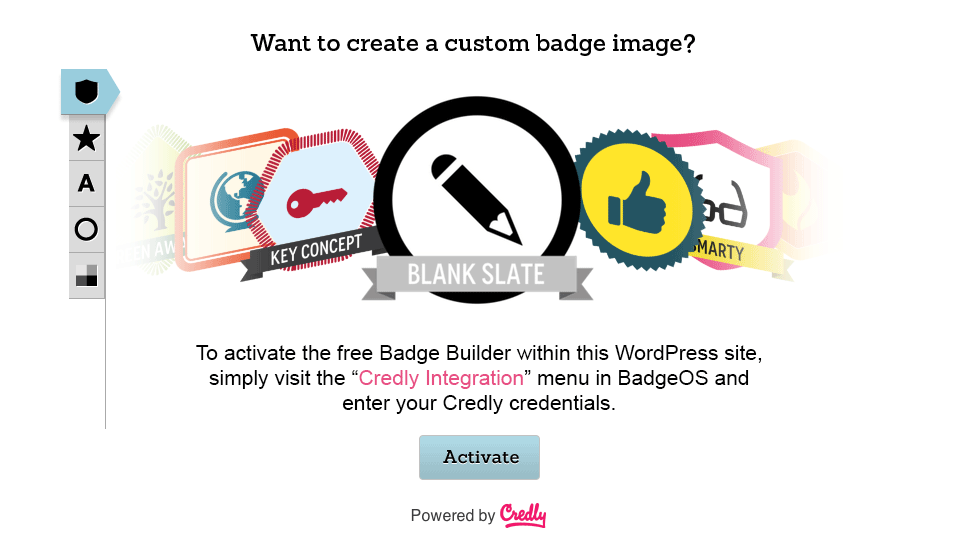 Want to create a custom badge image?
A
EN AWA
KEY CONCEPT
BLANK SLATE
SMARTY
To activate the free Badge Builder within this WordPress site,
simply visit the “Credly Integration” menu in BadgeOS and
enter your Credly credentials.
Activate
Powered by Credly